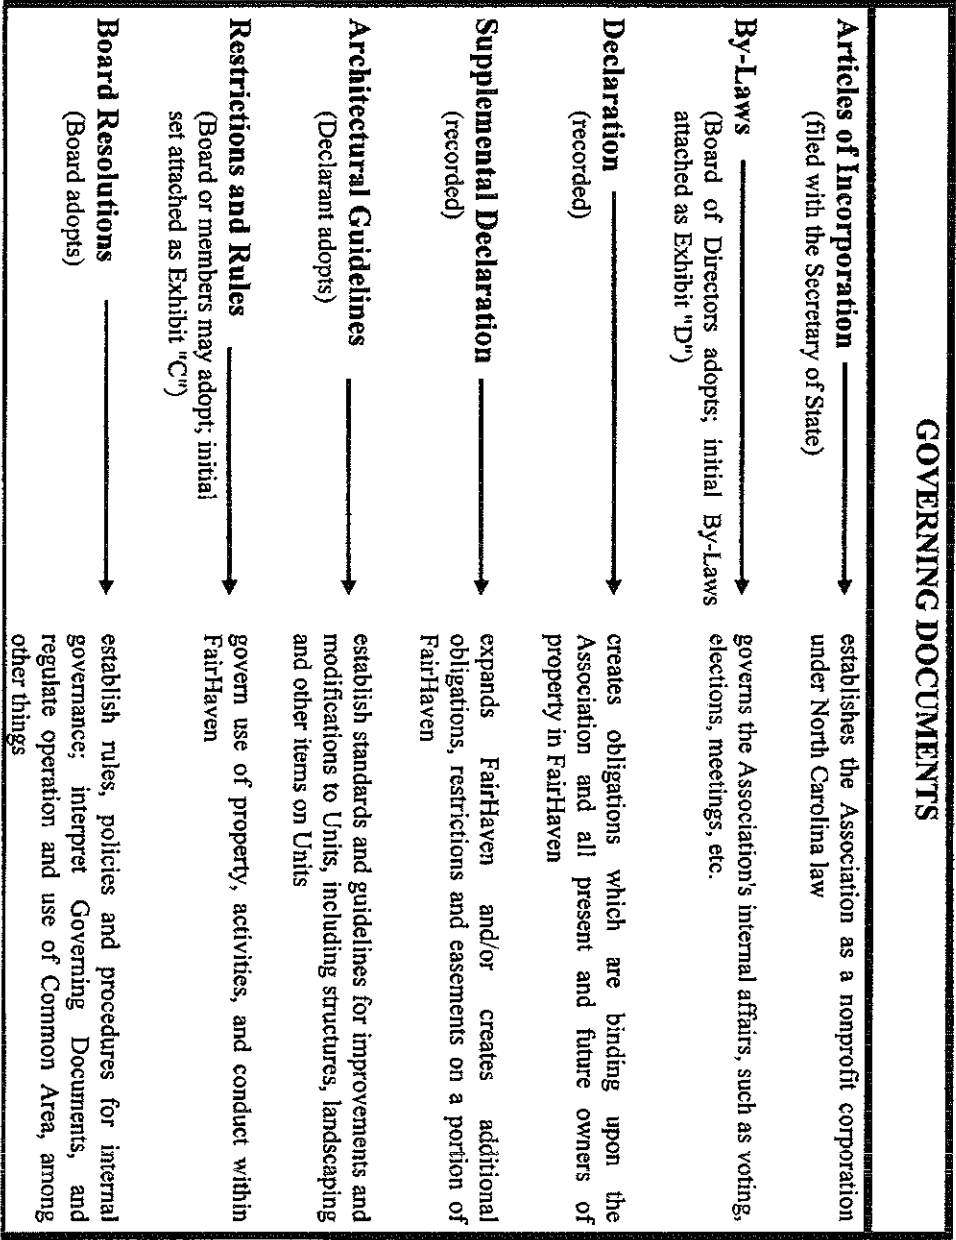 GOVERNING DOCUMENTS
Articles of Incorporation
(filed with the Secretary of State)
establishes the Association as a nonprofit corporation
under North Carolina law
By-Laws
(Board of Directors adopts; initial By-Laws
attached as Exhibit "D")
governs the Association's internal affairs, such as voting,
elections, meetings, etc.
Declaration
(recorded)
creates obligations which are binding upon the
Association and all present and future owners of
property in FairHaven
Supplemental Declaration
(recorded)
expands FairHaven and/or creates additional
obligations, restrictions and easements on a portion of
FairHaven
Architectural Guidelines
(Declarant adopts)
establish standards and guidelines for improvements and
modifications to Units, including structures, landscaping
and other items on Units
Restrictions and Rules
(Board or members may adopt; initial
set attached as Exhibit "C")
govern use of property, activities, and conduct within
FairHaven
Board Resolutions
(Board adopts)
establish rules, policies and procedures for internal
governance; interpret Governing Documents, and
regulate operation and use of Common Area, among
other things